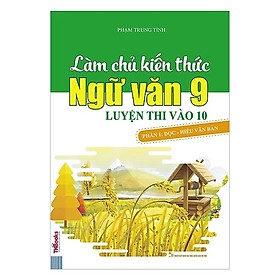 PHẠM TRUNG TÌNH
Làm chủ kiến thức
NGỮ VĂN 9
LUYỆN THI VÀO 10
PHẦN 1: ĐỌC - HIỂU VĂN BẢN
MCBooks